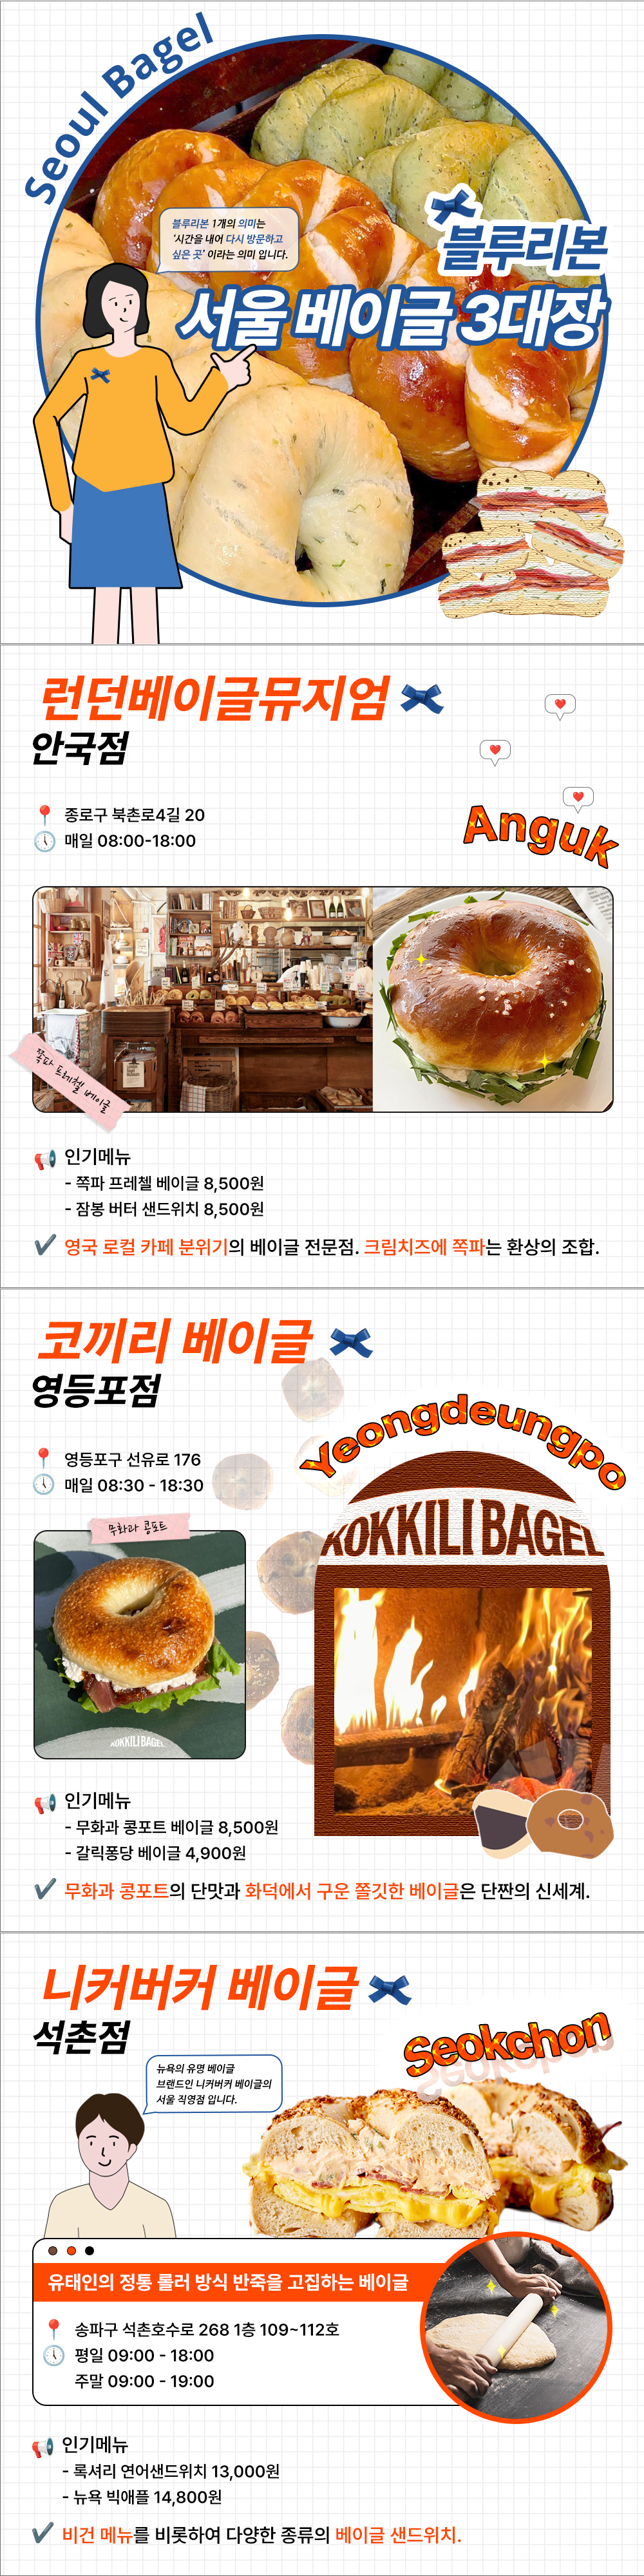 Seoul Bagel
블루리본 1개의 의미는
'시간을 내어 다시 방문하고
싶은 곳' 이라는 의미 입니다.
블루리본
서울 베이글 3대장
런던베이글뮤지엄
안국점
종로구 북촌로4길 20
매일 08:00-18:00
Anguk
쪽파 프레첼 베이글
인기메뉴
- 쪽파 프레첼 베이글 8,500원
- 잠봉 버터 샌드위치 8,500원
영국 로컬 카페 분위기의 베이글 전문점. 크림치즈에 쪽파는 환상의 조합.
코끼리 베이글
영등포점
영등포구 선유로 176
매일 08:30 - 18:30
Yeongdeungpo
KOKKILI BAGEL
무화과 콩포트
KOKKILI BAGEL
인기메뉴
- 무화과 콩포트 베이글 8,500원
- 갈릭퐁당 베이글 4,900원
무화과 콩포트의 단맛과 화덕에서 구운 쫄깃한 베이글은 단짠의 신세계.
니커버커 베이글
석촌점
Seokchon
뉴욕의 유명 베이글
브랜드인 니커버커 베이글의
서울 직영점 입니다.
유태인의 정통 롤러 방식 반죽을 고집하는 베이글
송파구 석촌호수로 268 1층 109~112호
평일 09:00 - 18:00
주말 09:00 - 19:00
인기메뉴
- 록셔리 연어샌드위치 13,000원
- 뉴욕 빅애플 14,800원
비건 메뉴를 비롯하여 다양한 종류의 베이글 샌드위치.